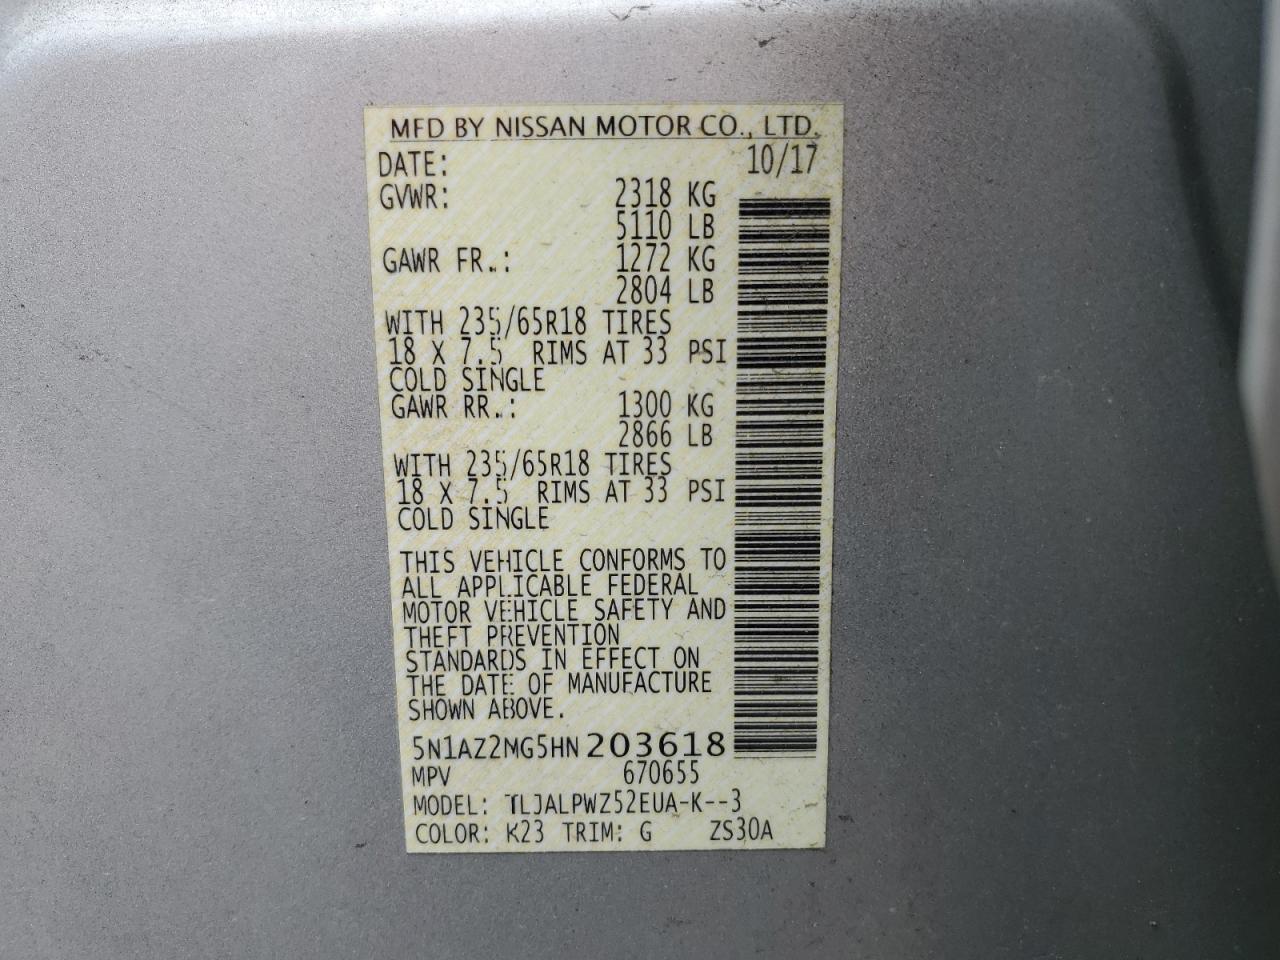 MFD BY NISSAN MOTOR CO., LTD.
DATE: 10/17
GVWR: 2318 KG
5110 LB
GAWR FR.: 1272 KG
2804 LB
WITH 235/65R18 TIRES
18 X 7.5 RIMS AT 33 PSI
COLD SINGLE
GAWR RR.: 1300 KG
2866 LB
WITH 235/65R18 TIRES
18 X 7.5 RIMS AT 33 PSI
COLD SINGLE
THIS VEHICLE CONFORMS TO
ALL APPLICABLE FEDERAL
MOTOR VEHICLE SAFETY AND
THEFT PREVENTION
STANDARDS IN EFFECT ON
THE DATE OF MANUFACTURE
SHOWN ABOVE.
5N1AZ2MG5HN203618
MPV 670655
MODEL: TLJALPWZ52EUA-K--3
COLOR: K23 TRIM: G ZS30A